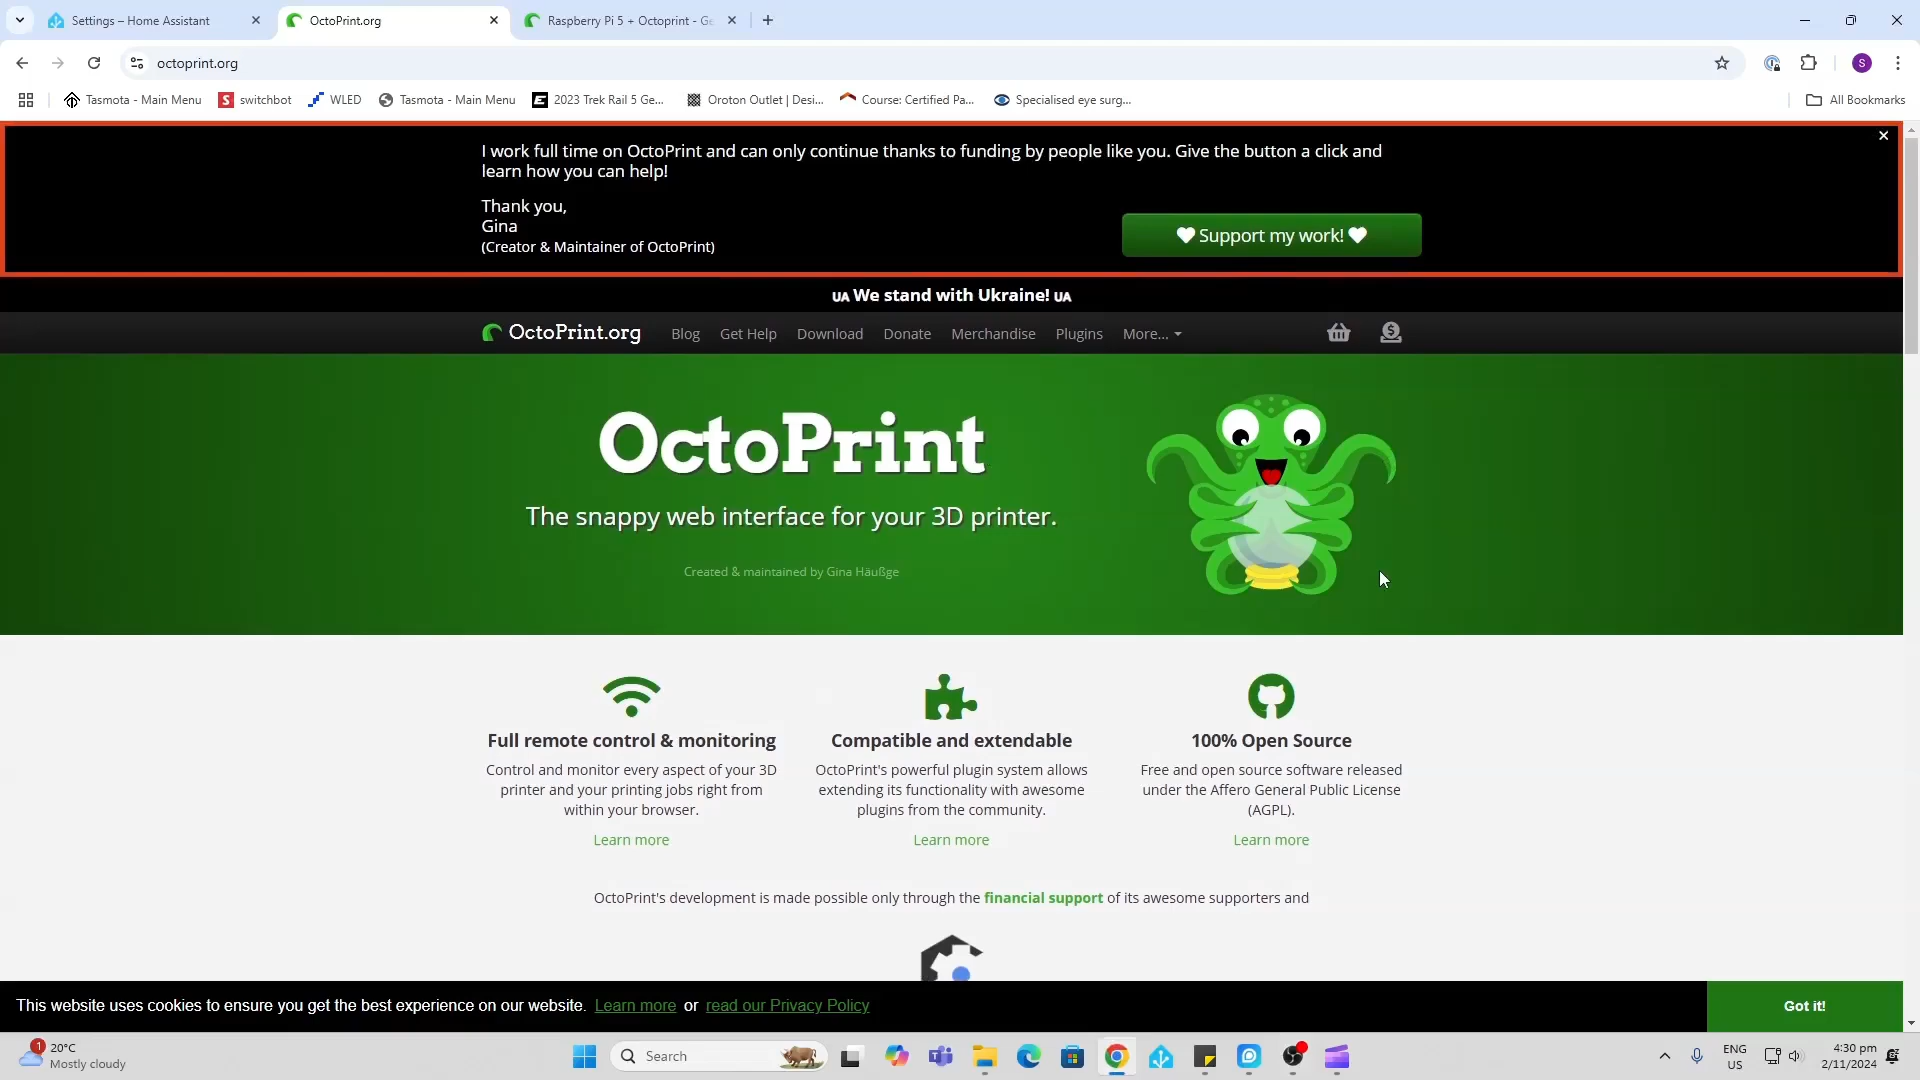 Settings – Home Assistant
OctoPrint.org
Raspberry Pi 5 + Octoprint - Ge
octoprint.org
S
Tasmota - Main Menu
switchbot
WLED
Tasmota - Main Menu
2023 Trek Rail 5 Ge...
Oroton Outlet | Desi...
Course: Certified Pa...
Specialised eye surg...
All Bookmarks
I work full time on OctoPrint and can only continue thanks to funding by people like you. Give the button a click and
learn how you can help!
Thank you,
Gina
(Creator & Maintainer of OctoPrint)
Support my work!
UA We stand with Ukraine! UA
OctoPrint.org
Blog
Get Help
Download
Donate
Merchandise
Plugins
More...
OctoPrint
The snappy web interface for your 3D printer.
Created & maintained by Gina Häußge
Full remote control & monitoring
Control and monitor every aspect of your 3D
printer and your printing jobs right from
within your browser.
Learn more
Compatible and extendable
OctoPrint's powerful plugin system allows
extending its functionality with awesome
plugins from the community.
Learn more
100% Open Source
Free and open source software released
under the Affero General Public License
(AGPL).
Learn more
OctoPrint's development is made possible only through the financial support of its awesome supporters and
This website uses cookies to ensure you get the best experience on our website. Learn more or read our Privacy Policy
Got it!
1
20°C
Mostly cloudy
Search
ENG
US
4:30 pm
2/11/2024